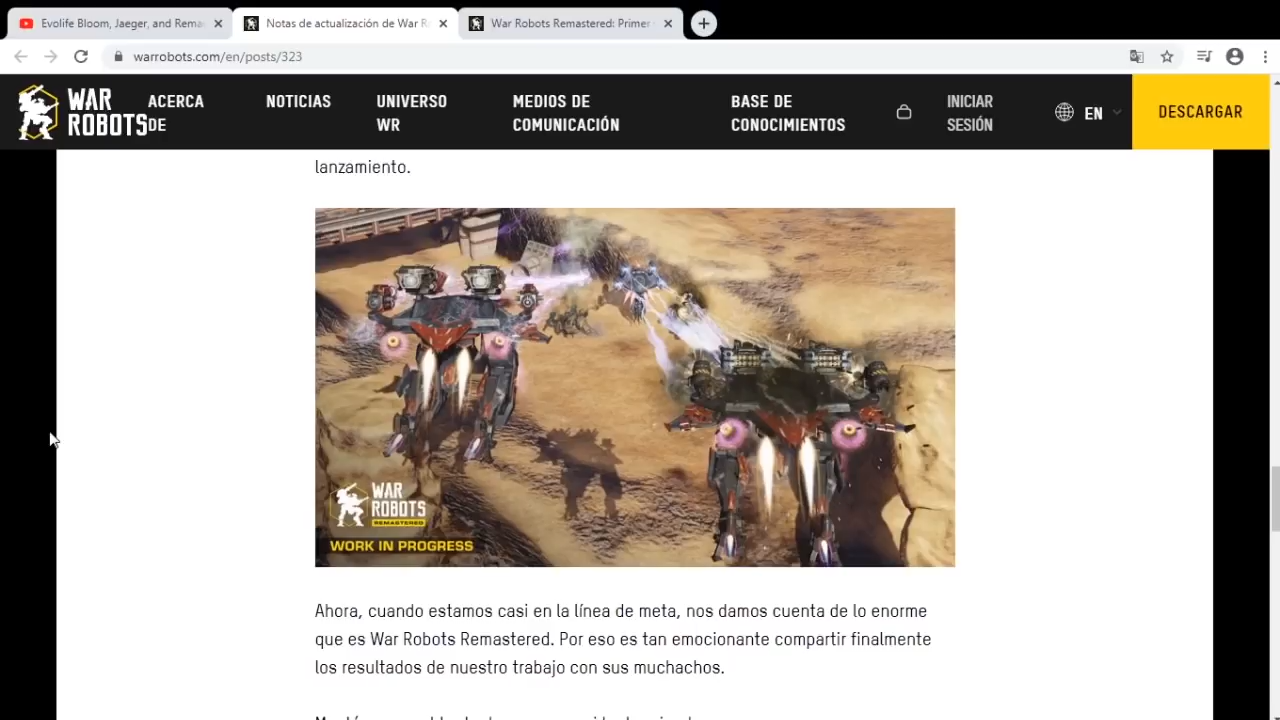 Evolife Bloom, Jaeger, and Rema
Notas de actualización de War R
War Robots Remastered: Primer
warrobots.com/en/posts/323
WAR ROBOTS
ACERCA DE
NOTICIAS
UNIVERSO WR
MEDIOS DE COMUNICACIÓN
BASE DE CONOCIMIENTOS
INICIAR SESIÓN
EN
DESCARGAR
lanzamiento.
WAR
ROBOTS
REMASTERED
WORK IN PROGRESS
Ahora, cuando estamos casi en la línea de meta, nos damos cuenta de lo enorme
que es War Robots Remastered. Por eso es tan emocionante compartir finalmente
los resultados de nuestro trabajo con sus muchachos.